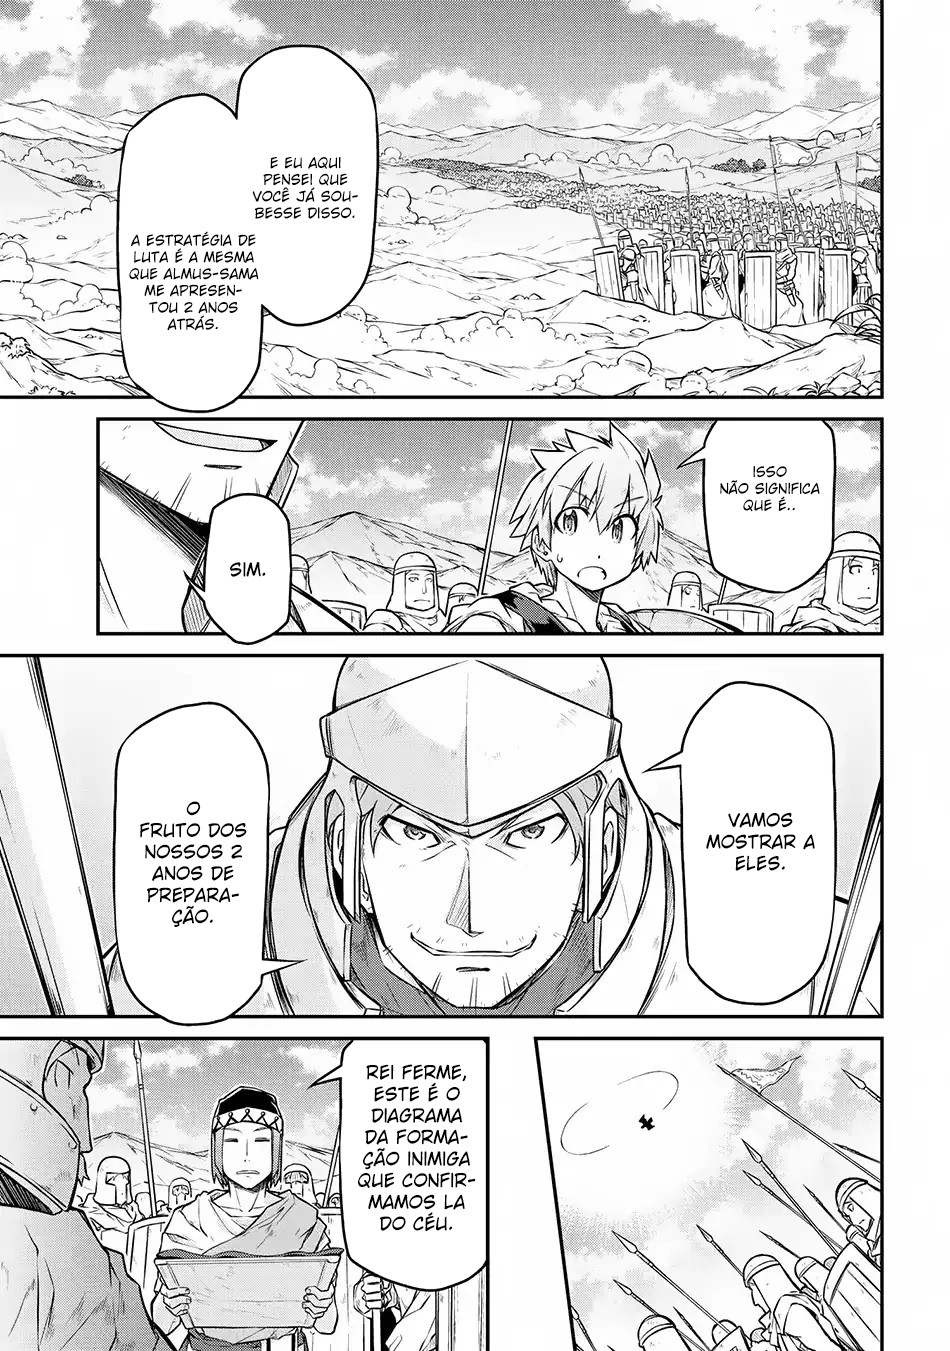 E EU AQUI
PENSEI QUE
VOCÊ JÁ SOU-
BESSE DISSO.
A ESTRATÉGIA DE
LUTA É A MESMA
QUE ALMUS-SAMA
ME APRESEN-
TOU 2 ANOS
ATRÁS.
ISSO
NÃO SIGNIFICA
QUE É..
SIM.
VAMOS
MOSTRAR A
ELES.
O
FRUTO DOS
NOSSOS 2
ANOS DE
PREPARA-
ÇÃO.
REI FERME,
ESTE É O
DIAGRAMA
DA FORMA-
ÇÃO INIMIGA
QUE CONFIR-
MAMOS LA
DO CÉU.